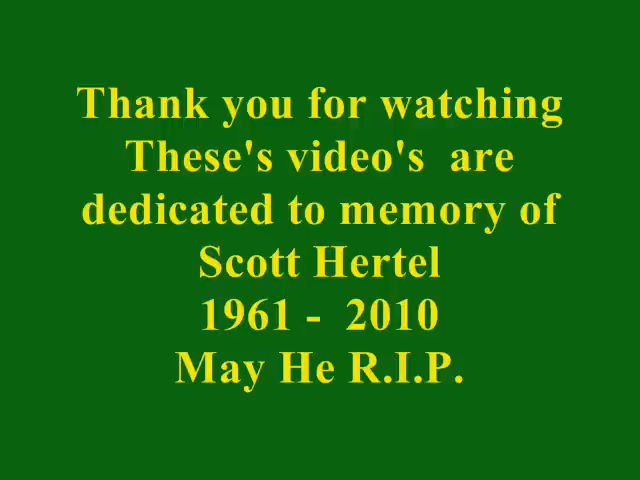 Thank you for watching
These's video's  are
dedicated to memory of
Scott Hertel
1961 -  2010
May He R.I.P.